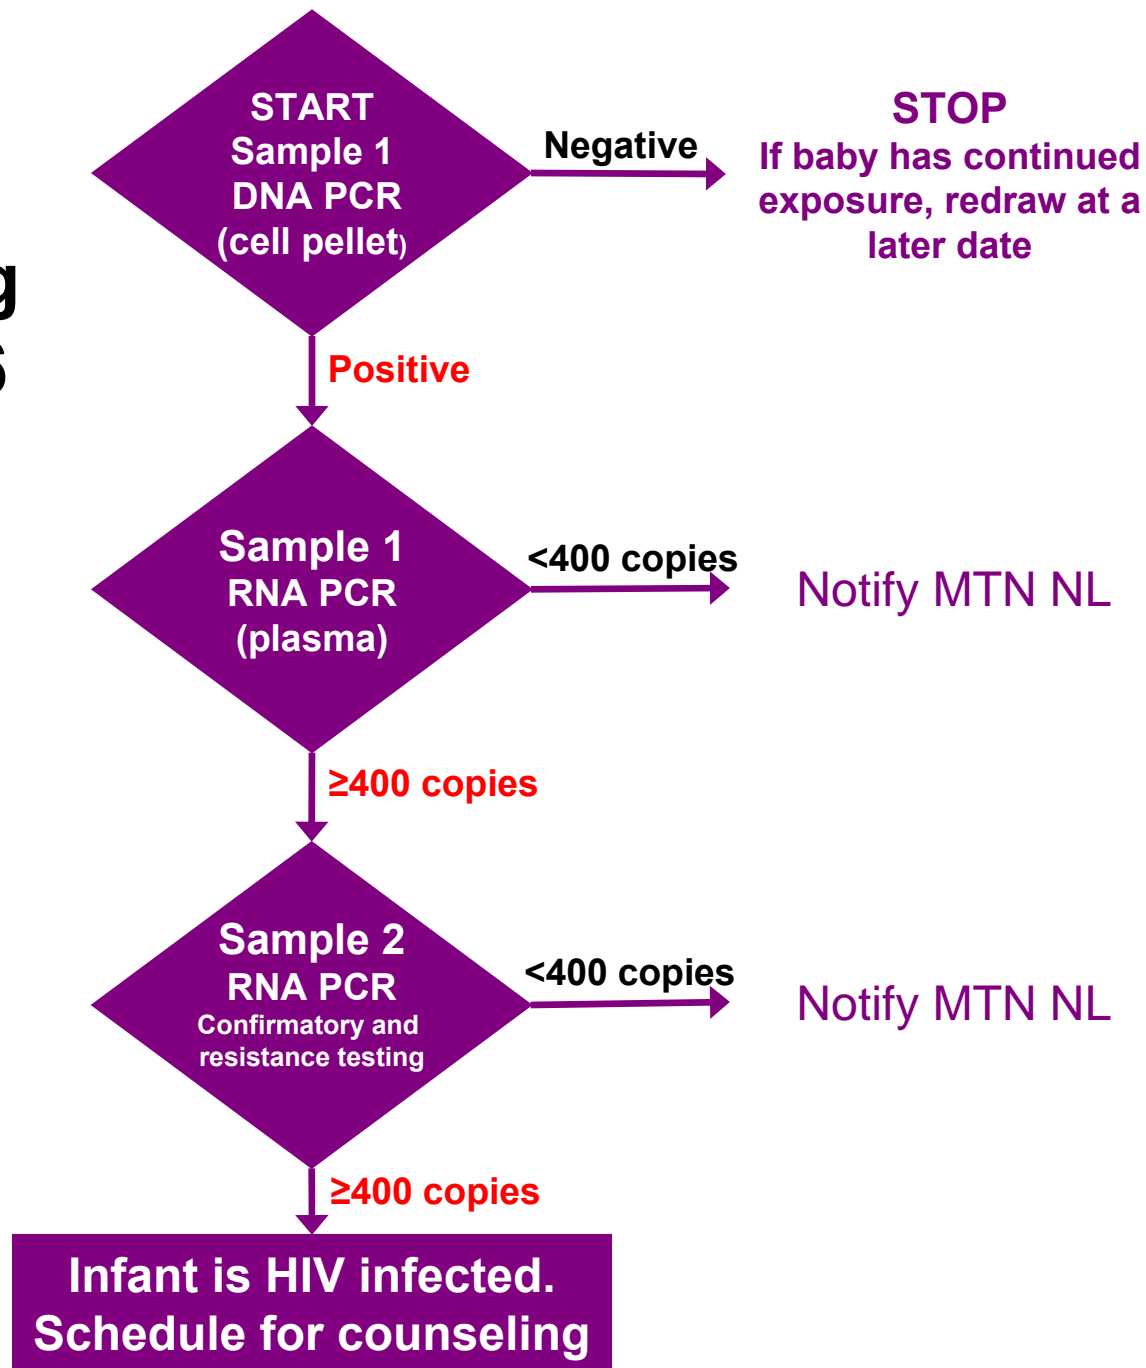 START
Sample 1
DNA PCR
(cell pellet)
Negative
STOP
If baby has continued
exposure, redraw at a
later date
Positive
Sample 1
RNA PCR
(plasma)
<400 copies
Notify MTN NL
≥400 copies
Sample 2
RNA PCR
Confirmatory and
resistance testing
<400 copies
Notify MTN NL
≥400 copies
Infant is HIV infected.
Schedule for counseling